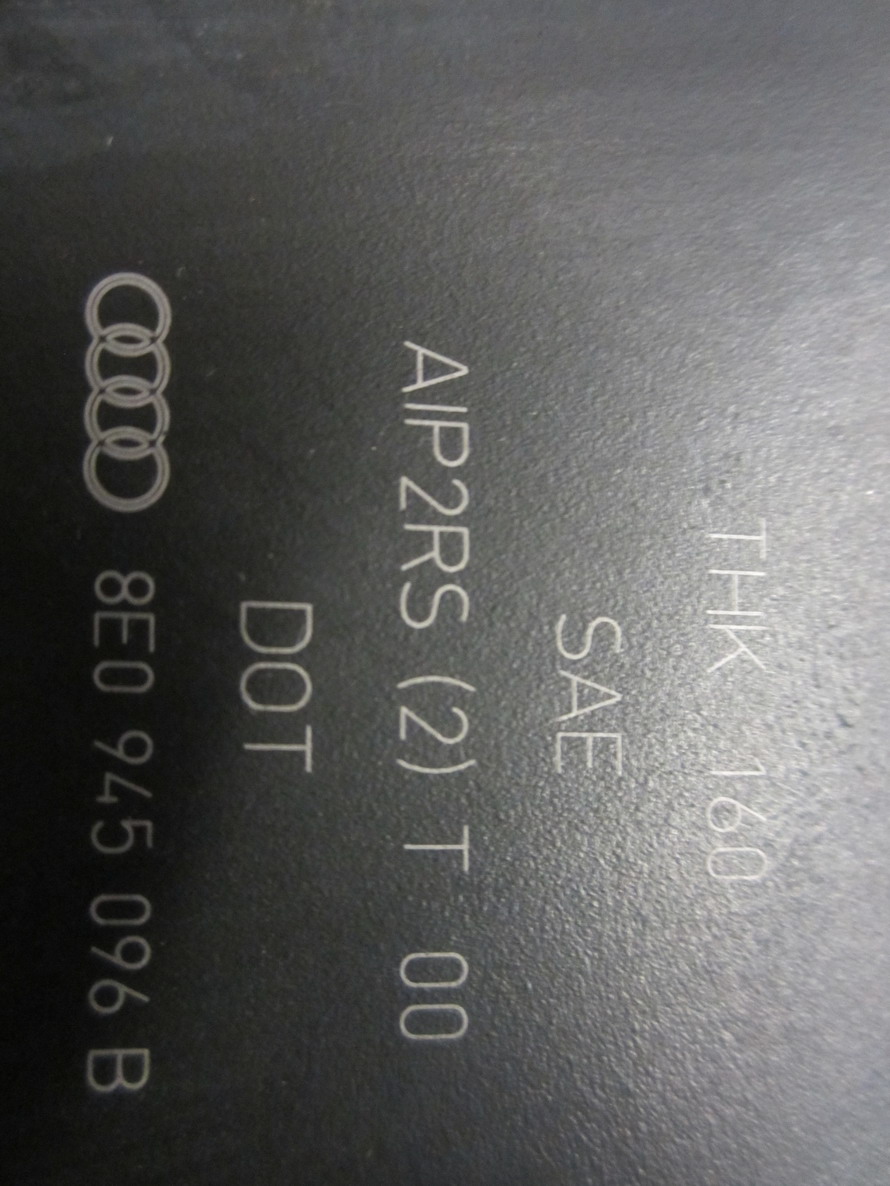 THK 160
SAE
AIP2RS (2) T 00
DOT
8E0 945 096 B